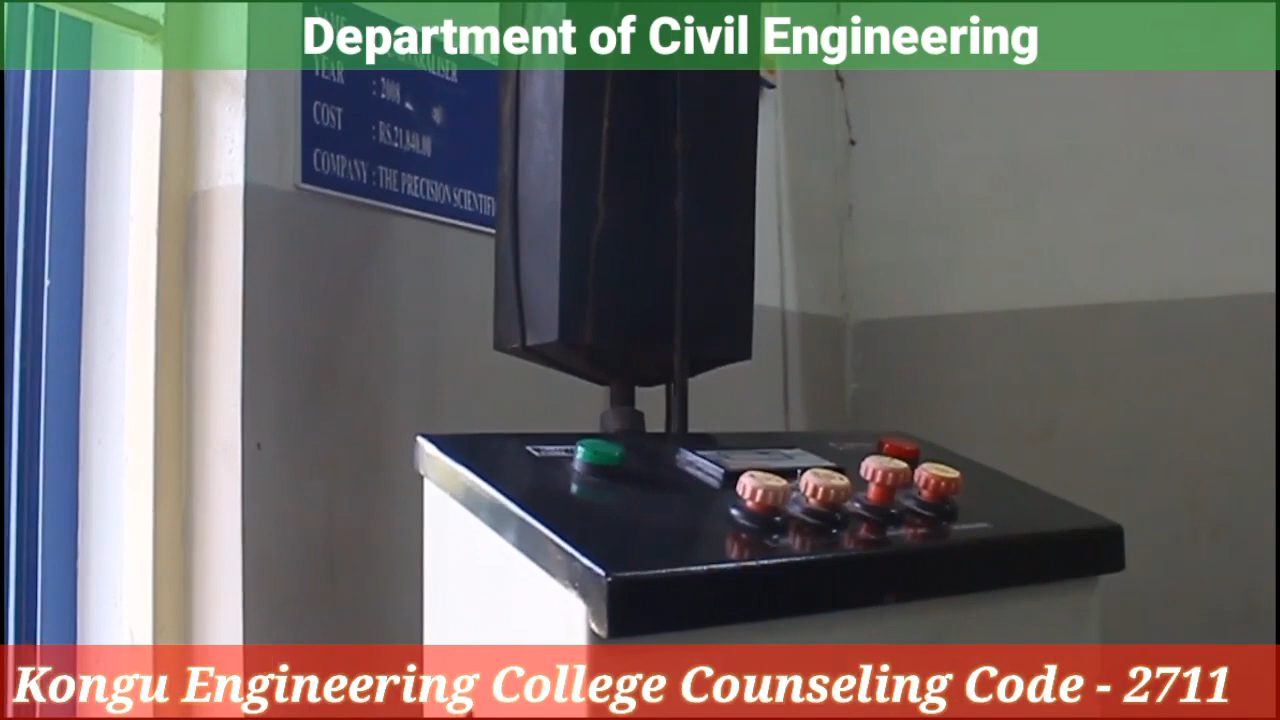 Department of Civil Engineering
YEAR : 2008
COST : RS.21,840.00
COMPANY : THE PRECISION SCIENTIFI
Kongu Engineering College Counseling Code - 2711